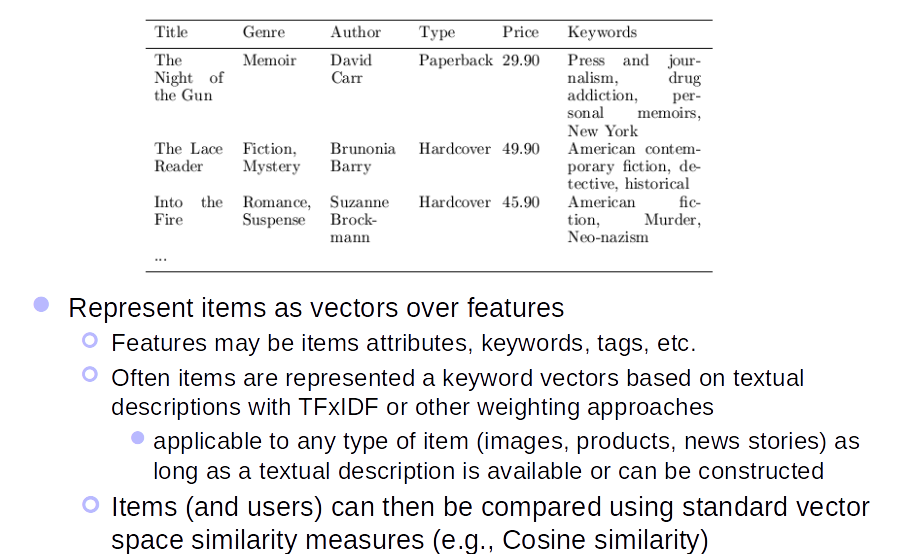 Title Genre Author Type Price Keywords
The Memoir David Paperback 29.90 Press and jour-
Night of Carr nalism, drug
the Gun addiction, per-
sonal memoirs,
New York
The Lace Fiction, Brunonia Hardcover 49.90 American contem-
Reader Mystery Barry porary fiction, de-
tective, historical
Into the Romance, Suzanne Hardcover 45.90 American fic-
Fire Suspense Brock- tion, Murder,
mann Neo-nazism
...
Represent items as vectors over features
Features may be items attributes, keywords, tags, etc.
Often items are represented a keyword vectors based on textual
descriptions with TFxIDF or other weighting approaches
applicable to any type of item (images, products, news stories) as
long as a textual description is available or can be constructed
Items (and users) can then be compared using standard vector
space similarity measures (e.g., Cosine similarity)